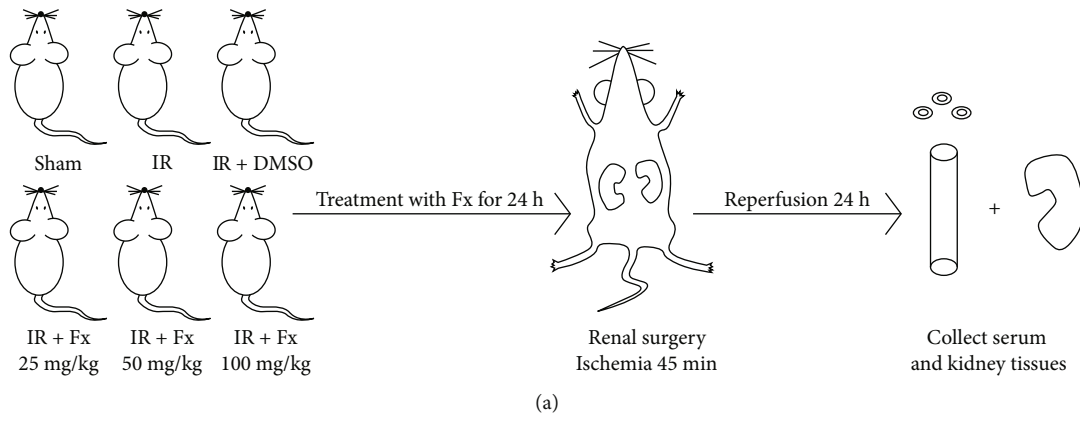 Sham
IR
IR + DMSO
IR + Fx
25 mg/kg
IR + Fx
50 mg/kg
IR + Fx
100 mg/kg
Treatment with Fx for 24 h
Renal surgery
Ischemia 45 min
Reperfusion 24 h
+
Collect serum
and kidney tissues
(a)